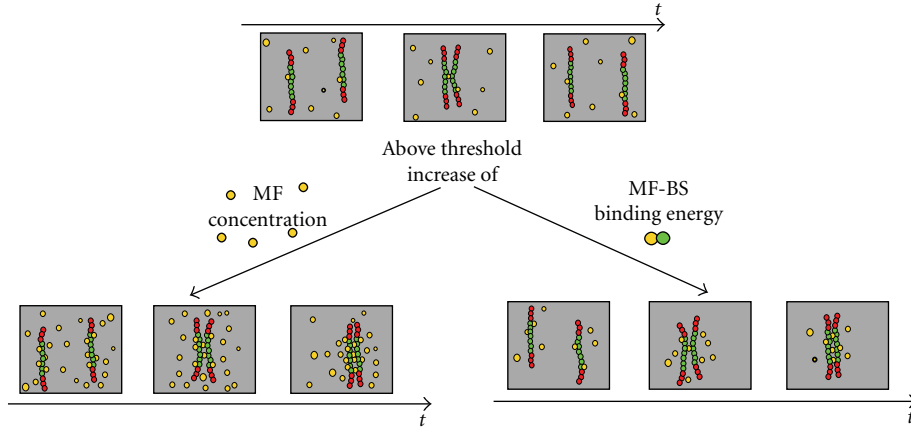 t
Above threshold
increase of
MF
concentration
MF-BS
binding energy
t
t